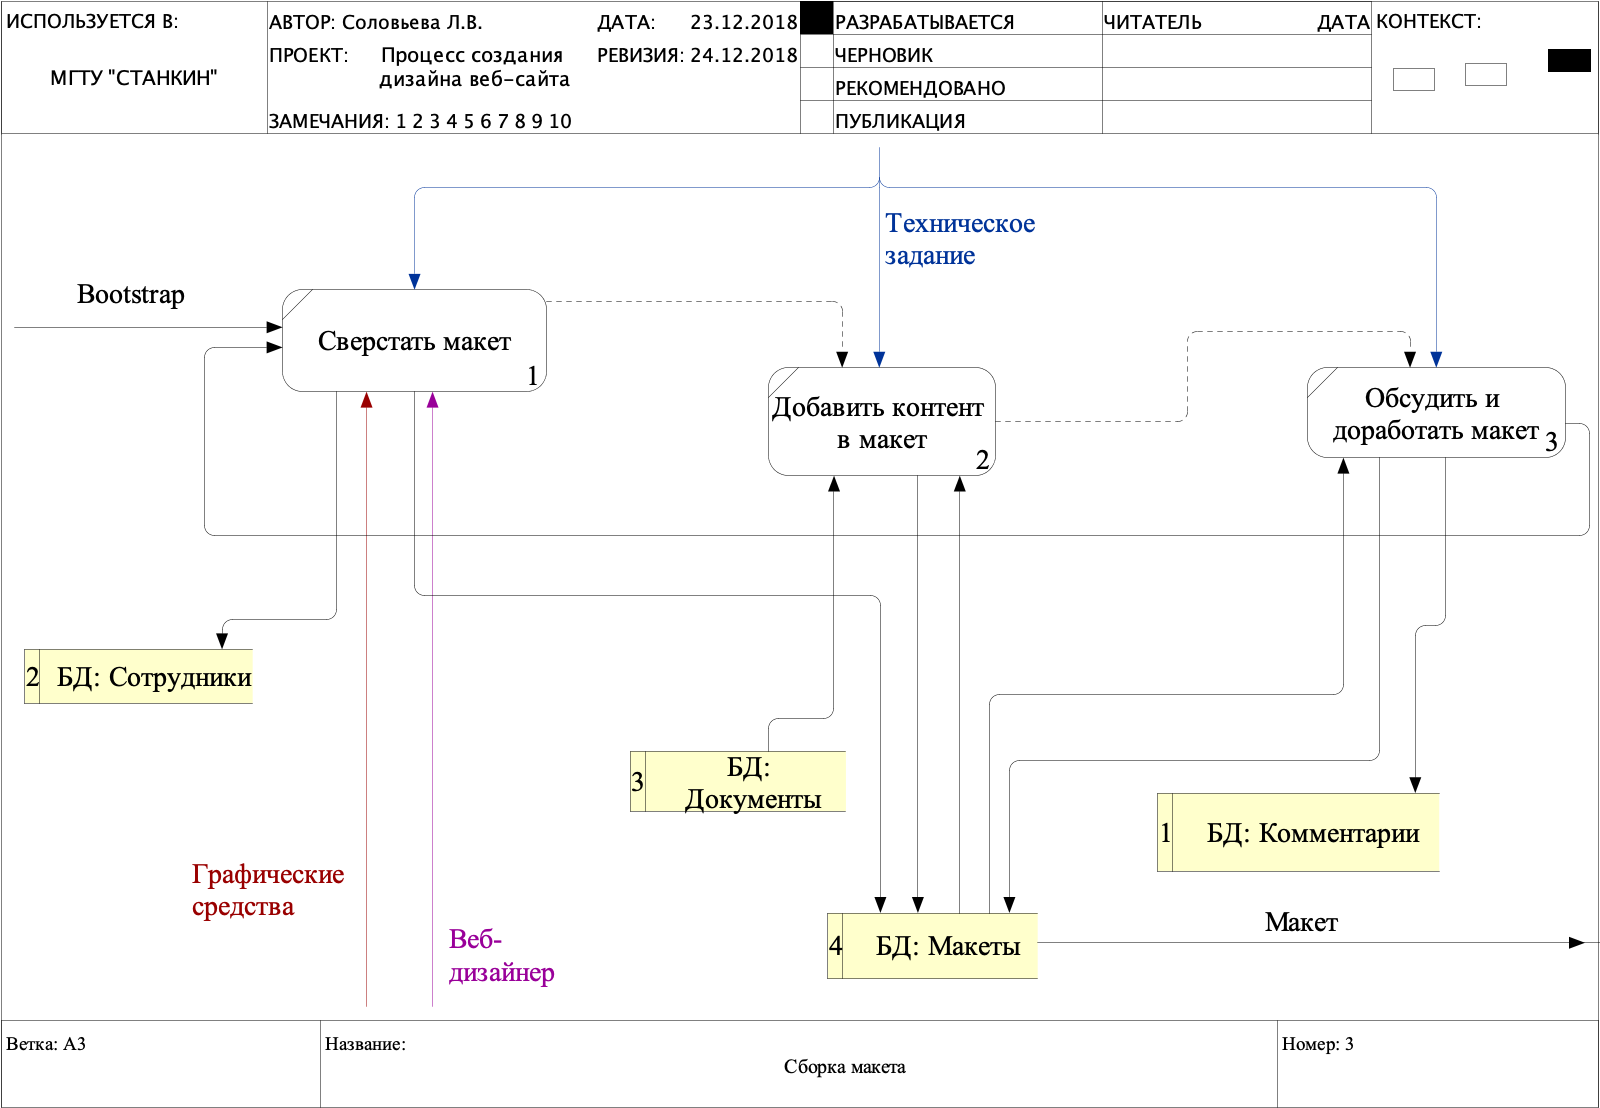 ИСПОЛЬЗУЕТСЯ В:
МГТУ "СТАНКИН"
АВТОР: Соловьева Л.В.
ДАТА: 23.12.2018
ПРОЕКТ: Процесс создания
дизайна веб-сайта
РЕВИЗИЯ: 24.12.2018
ЗАМЕЧАНИЯ: 1 2 3 4 5 6 7 8 9 10
РАЗРАБАТЫВАЕТСЯ
ЧЕРНОВИК
РЕКОМЕНДОВАНО
ПУБЛИКАЦИЯ
ЧИТАТЕЛЬ ДАТА
КОНТЕКСТ:
Техническое
задание
Bootstrap
Сверстать макет
1
Добавить контент
в макет
2
Обсудить и
доработать макет
3
2 БД: Сотрудники
3 БД:
Документы
1 БД: Комментарии
Графические
средства
Веб-
дизайнер
4 БД: Макеты
Макет
Ветка: A3
Название:
Сборка макета
Номер: 3